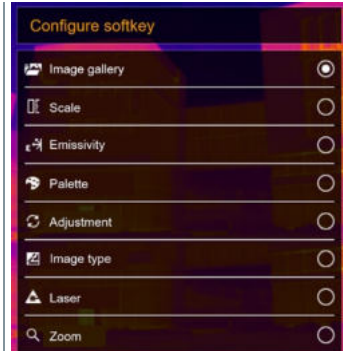 Configure softkey
Image gallery
Scale
Emissivity
Palette
Adjustment
Image type
Laser
Zoom